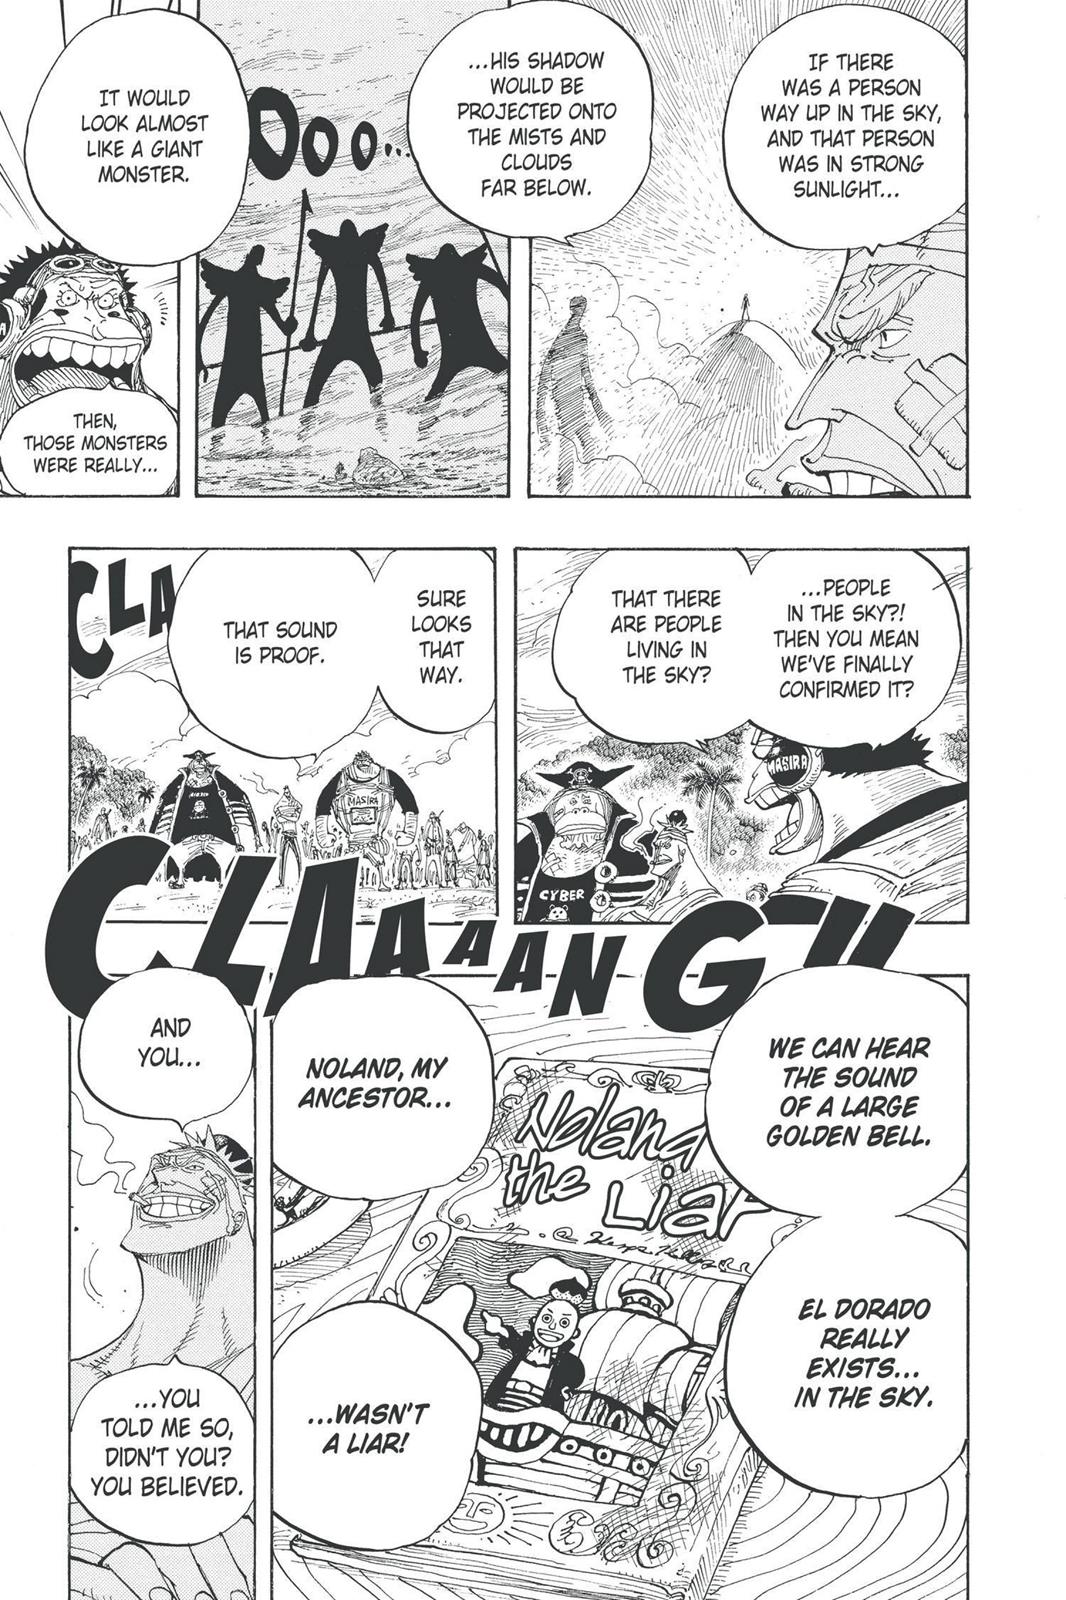 IF THERE
WAS A PERSON
WAY UP IN THE SKY,
AND THAT PERSON
WAS IN STRONG
SUNLIGHT...
...HIS SHADOW
WOULD BE
PROJECTED ONTO
THE MISTS AND
CLOUDS
FAR BELOW.
OOO...
IT WOULD
LOOK ALMOST
LIKE A GIANT
MONSTER.
THEN,
THOSE MONSTERS
WERE REALLY...
...PEOPLE
IN THE SKY?!
THEN YOU MEAN
WE'VE FINALLY
CONFIRMED IT?
THAT THERE
ARE PEOPLE
LIVING IN
THE SKY?
MASIRA
CYBER
SURE
LOOKS
THAT
WAY.
THAT SOUND
IS PROOF.
CLA
MASIRA
CLAAAANG!!
WE CAN HEAR
THE SOUND
OF A LARGE
GOLDEN BELL.
EL DORADO
REALLY
EXISTS...
IN THE SKY.
Noland
the Liar
NOLAND, MY
ANCESTOR...
...WASN'T
A LIAR!
AND
YOU...
...YOU
TOLD ME SO,
DIDN'T YOU?
YOU BELIEVED.